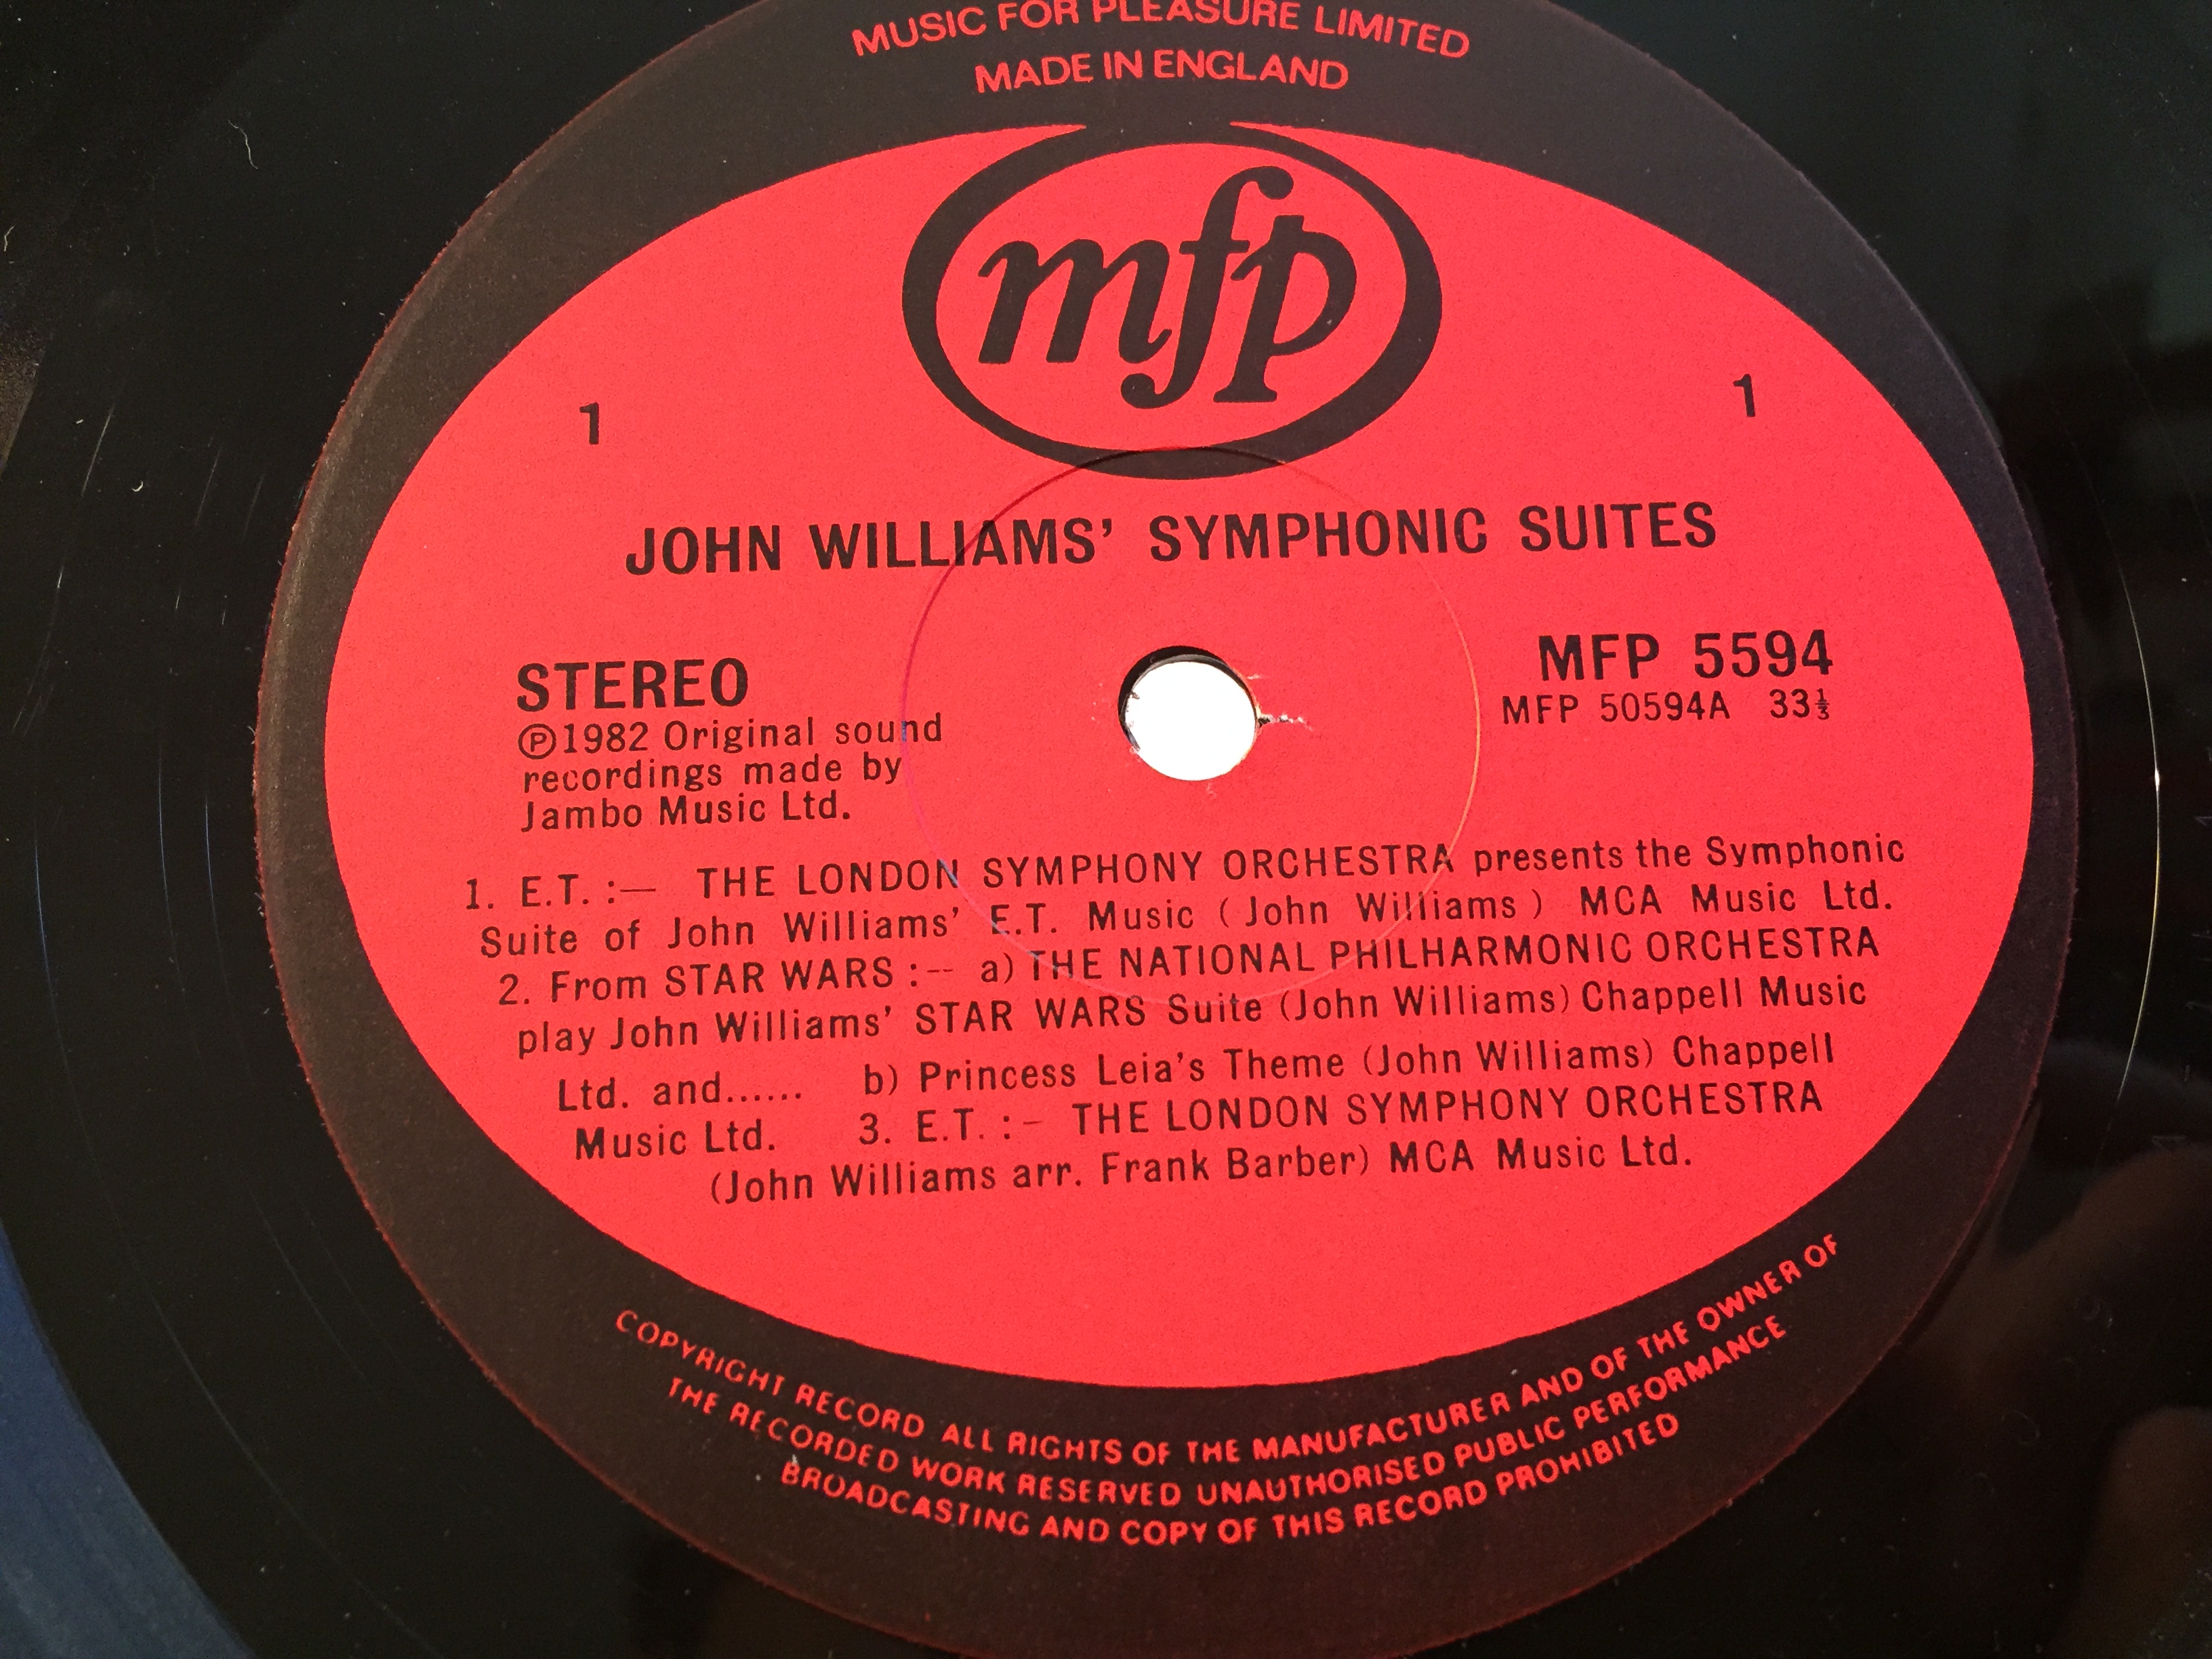 MUSIC FOR PLEASURE LIMITED
MADE IN ENGLAND
mfp
1 1
JOHN WILLIAMS' SYMPHONIC SUITES
STEREO
℗1982 Original sound
recordings made by
Jambo Music Ltd.
MFP 5594
MFP 50594A 33⅓
1. E.T. :— THE LONDON SYMPHONY ORCHESTRA presents the Symphonic
Suite of John Williams' E.T. Music ( John Williams ) MCA Music Ltd.
2. From STAR WARS :-- a) THE NATIONAL PHILHARMONIC ORCHESTRA
play John Williams' STAR WARS Suite (John Williams) Chappell Music
Ltd. and...... b) Princess Leia's Theme (John Williams) Chappell
Music Ltd. 3. E.T. :- THE LONDON SYMPHONY ORCHESTRA
(John Williams arr. Frank Barber) MCA Music Ltd.
COPYRIGHT RECORD ALL RIGHTS OF THE MANUFACTURER AND OF THE OWNER OF
THE RECORDED WORK RESERVED UNAUTHORISED PUBLIC PERFORMANCE
BROADCASTING AND COPY OF THIS RECORD PROHIBITED